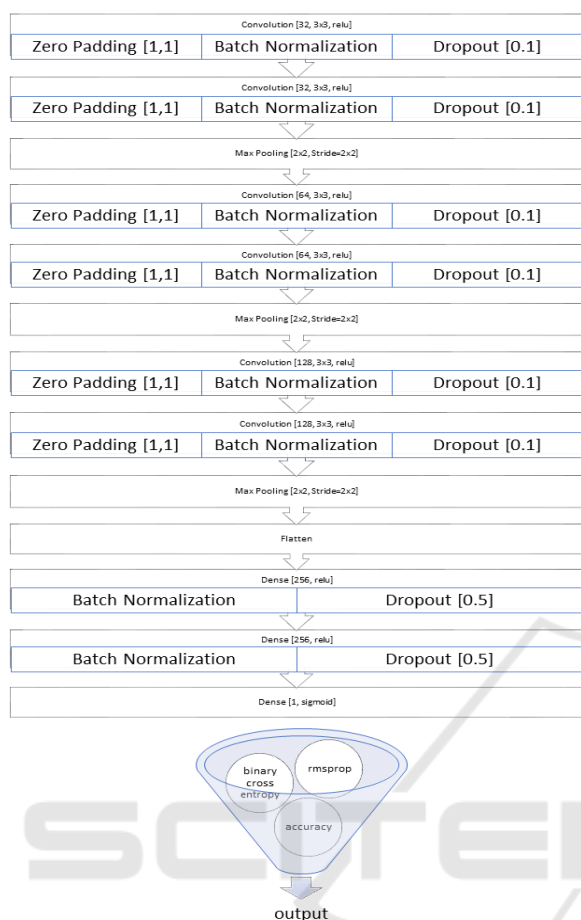 Convolution [32, 3x3, relu]
Zero Padding [1,1] Batch Normalization Dropout [0.1]
Convolution [32, 3x3, relu]
Zero Padding [1,1] Batch Normalization Dropout [0.1]
Max Pooling [2x2, Stride=2x2]
Convolution [64, 3x3, relu]
Zero Padding [1,1] Batch Normalization Dropout [0.1]
Convolution [64, 3x3, relu]
Zero Padding [1,1] Batch Normalization Dropout [0.1]
Max Pooling [2x2, Stride=2x2]
Convolution [128, 3x3, relu]
Zero Padding [1,1] Batch Normalization Dropout [0.1]
Convolution [128, 3x3, relu]
Zero Padding [1,1] Batch Normalization Dropout [0.1]
Max Pooling [2x2, Stride=2x2]
Flatten
Dense [256, relu]
Batch Normalization Dropout [0.5]
Dense [256, relu]
Batch Normalization Dropout [0.5]
Dense [1, sigmoid]
binary
cross
entropy
rmsprop
accuracy
SCITE
output